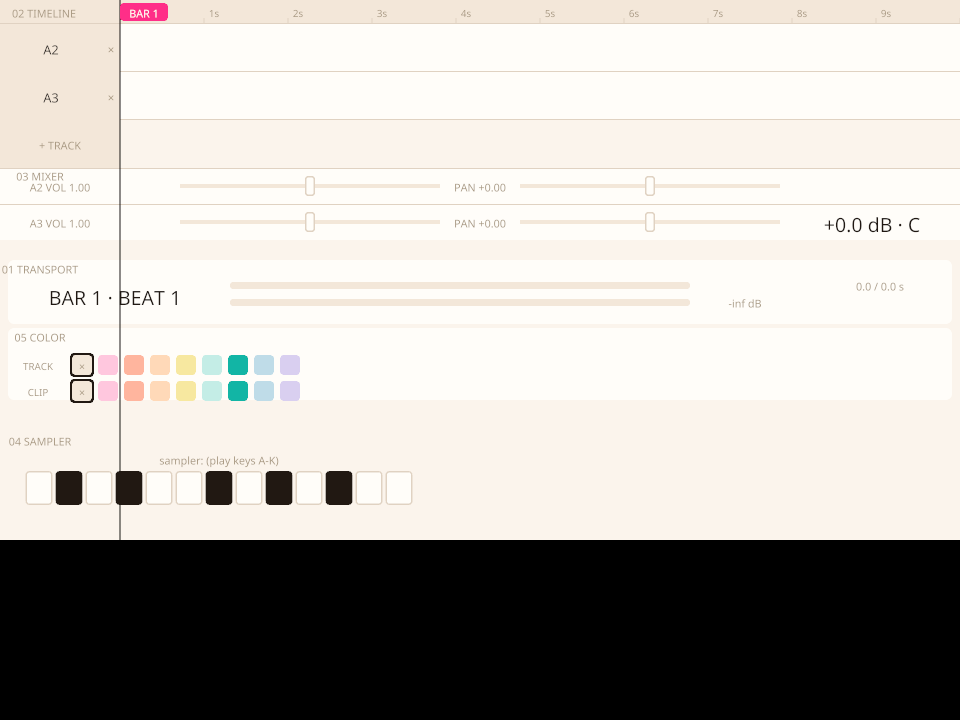 02 TIMELINE BAR 1 1s 2s 3s 4s 5s 6s 7s 8s 9s
A2 ×
A3 ×
+ TRACK
03 MIXER
A2 VOL 1.00 PAN +0.00
A3 VOL 1.00 PAN +0.00 +0.0 dB · C
01 TRANSPORT
BAR 1 · BEAT 1 -inf dB 0.0 / 0.0 s
05 COLOR
TRACK ×
CLIP ×
04 SAMPLER
sampler: (play keys A-K)